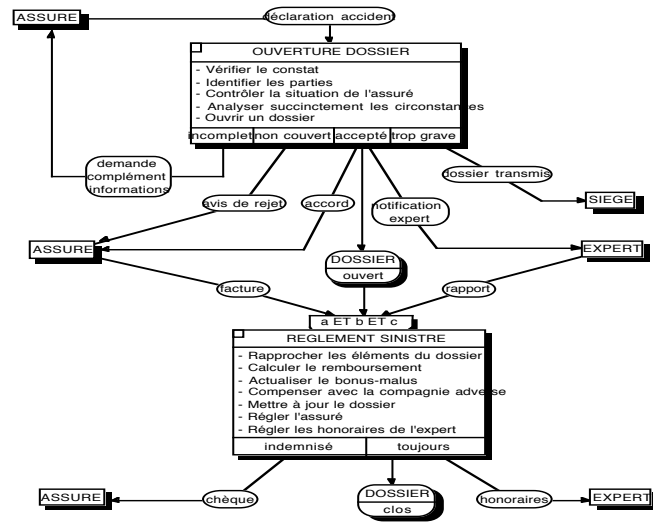 ASSURE
déclaration accident
OUVERTURE DOSSIER
- Vérifier le constat
- Identifier les parties
- Contrôler la situation de l'assuré
- Analyser succinctement les circonstances
- Ouvrir un dossier
incomplet non couvert accepté trop grave
demande
complément
informations
avis de rejet
accord
notification
expert
dossier transmis
SIEGE
ASSURE
DOSSIER
ouvert
EXPERT
facture
rapport
a ET b ET c
REGLEMENT SINISTRE
- Rapprocher les éléments du dossier
- Calculer le remboursement
- Actualiser le bonus-malus
- Compenser avec la compagnie adverse
- Mettre à jour le dossier
- Régler l'assuré
- Régler les honoraires de l'expert
indemnisé toujours
ASSURE
chèque
DOSSIER
clos
honoraires
EXPERT